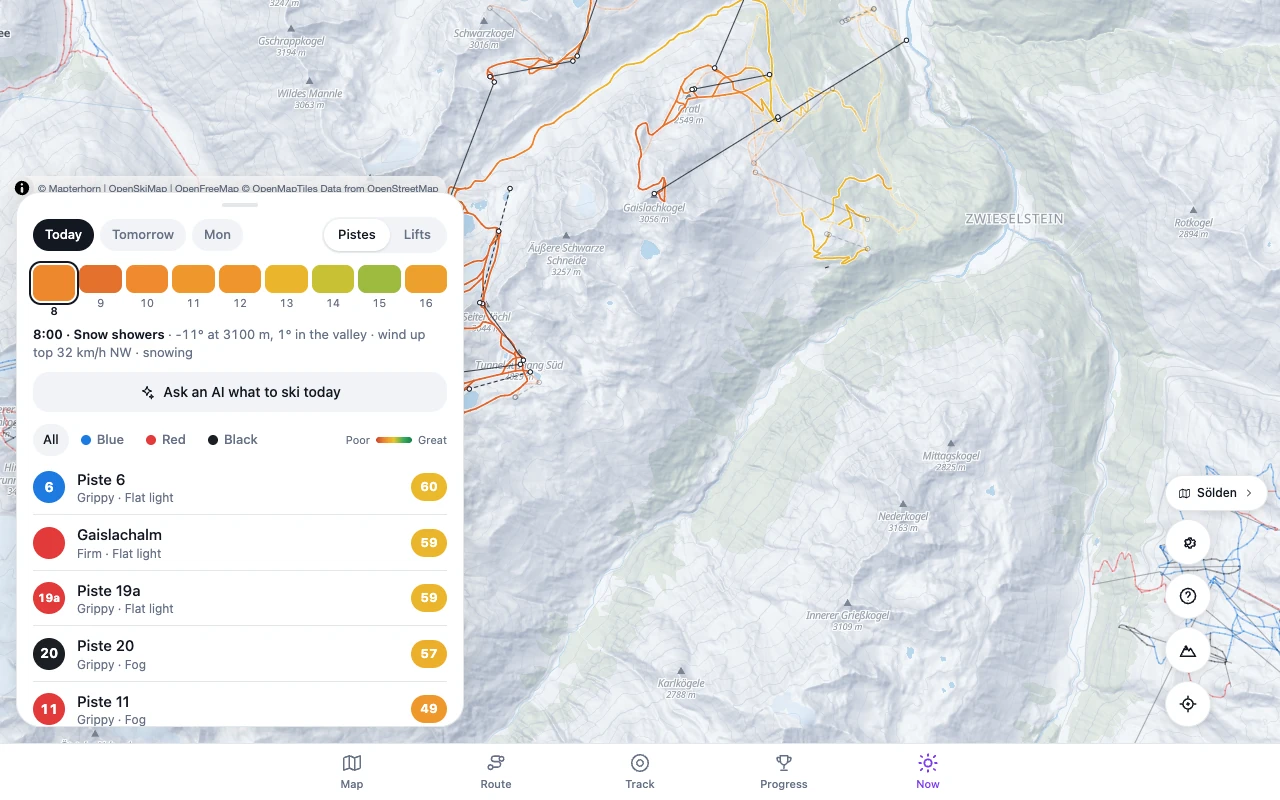 3247 m
Gschrappkogel
3194 m
Wildes Mannle
3063 m
Schwarzkogel
3016 m
2549 m
Gaislachkogel
3056 m
Äußere Schwarze
Schneide
3257 m
ZWIESELSTEIN
Rotkogel
2894 m
© Mapterhorn | OpenSkiMap | OpenFreeMap © OpenMapTiles Data from OpenStreetMap
Today
Tomorrow
Mon
Pistes
Lifts
8
9
10
11
12
13
14
15
16
8:00 · Snow showers · -11° at 3100 m, 1° in the valley · wind up
top 32 km/h NW · snowing
Ask an AI what to ski today
All
Blue
Red
Black
Poor
Great
6
Piste 6
Grippy · Flat light
60
Gaislachalm
Firm · Flat light
59
19a
Piste 19a
Grippy · Flat light
59
20
Piste 20
Grippy · Fog
57
11
Piste 11
Grippy · Fog
49
Mittagskogel
2825 m
Nederkogel
3163 m
Innerer Grießkogel
3109 m
Karlkögele
2788 m
Sölden
Map
Route
Track
Progress
Now